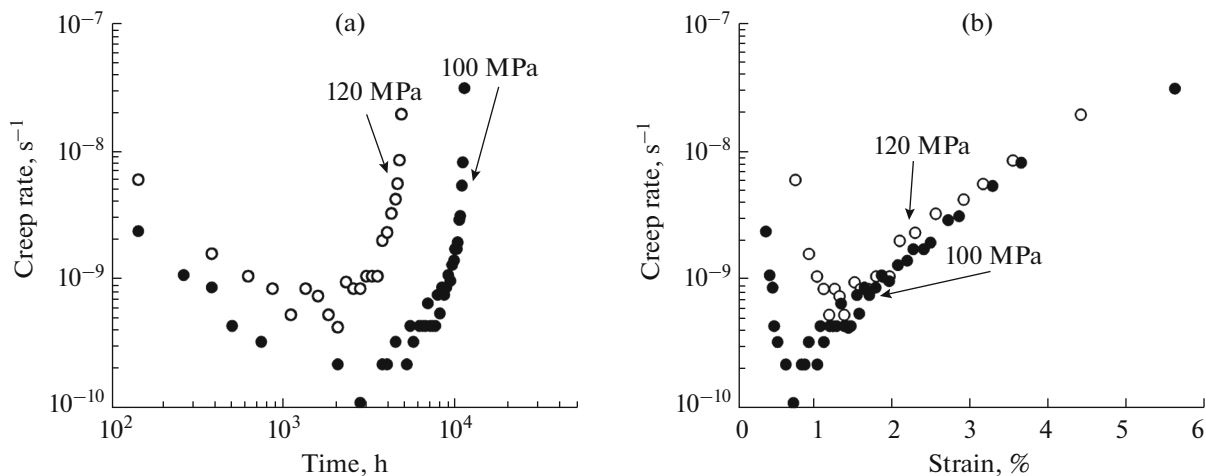 (a)
Creep rate, s⁻¹
10⁻⁷
10⁻⁸
10⁻⁹
10⁻¹⁰
120 MPa
100 MPa
10²
10³
10⁴
Time, h
(b)
Creep rate, s⁻¹
10⁻⁷
10⁻⁸
10⁻⁹
10⁻¹⁰
120 MPa
100 MPa
0 1 2 3 4 5 6
Strain, %